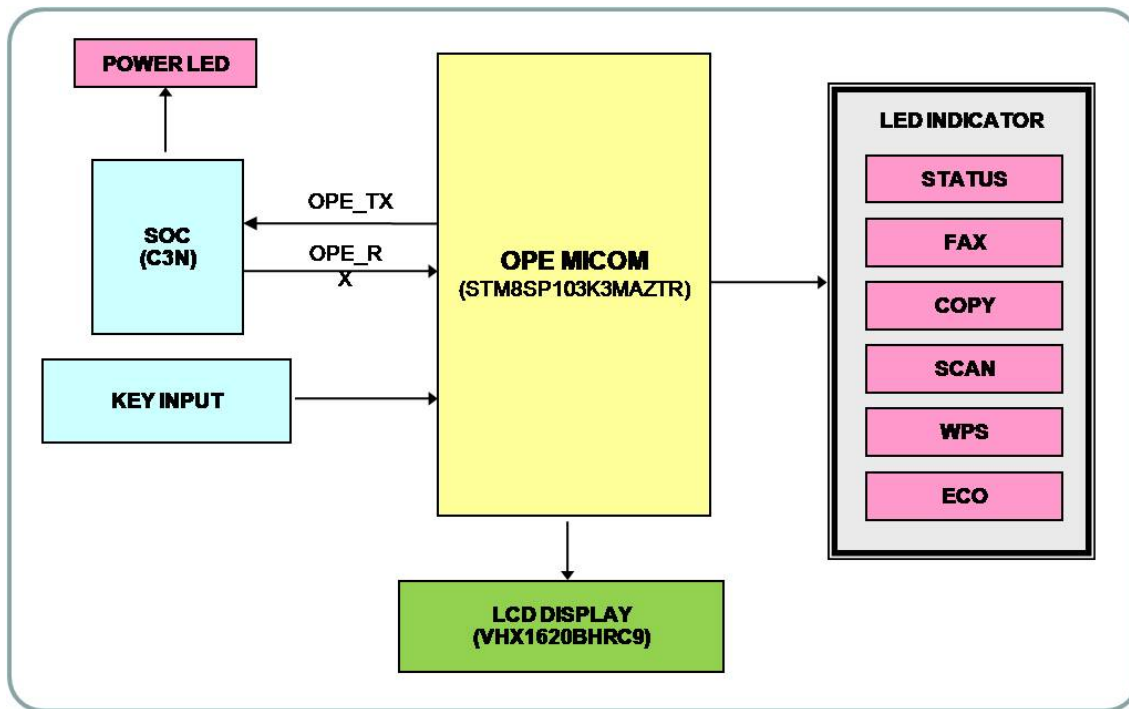 POWER LED
SOC
(C3N)
OPE_TX
OPE_R
X
KEY INPUT
OPE MICOM
(STM8SP103K3MAZTR)
LCD DISPLAY
(VHX1620BHRC9)
LED INDICATOR
STATUS
FAX
COPY
SCAN
WPS
ECO